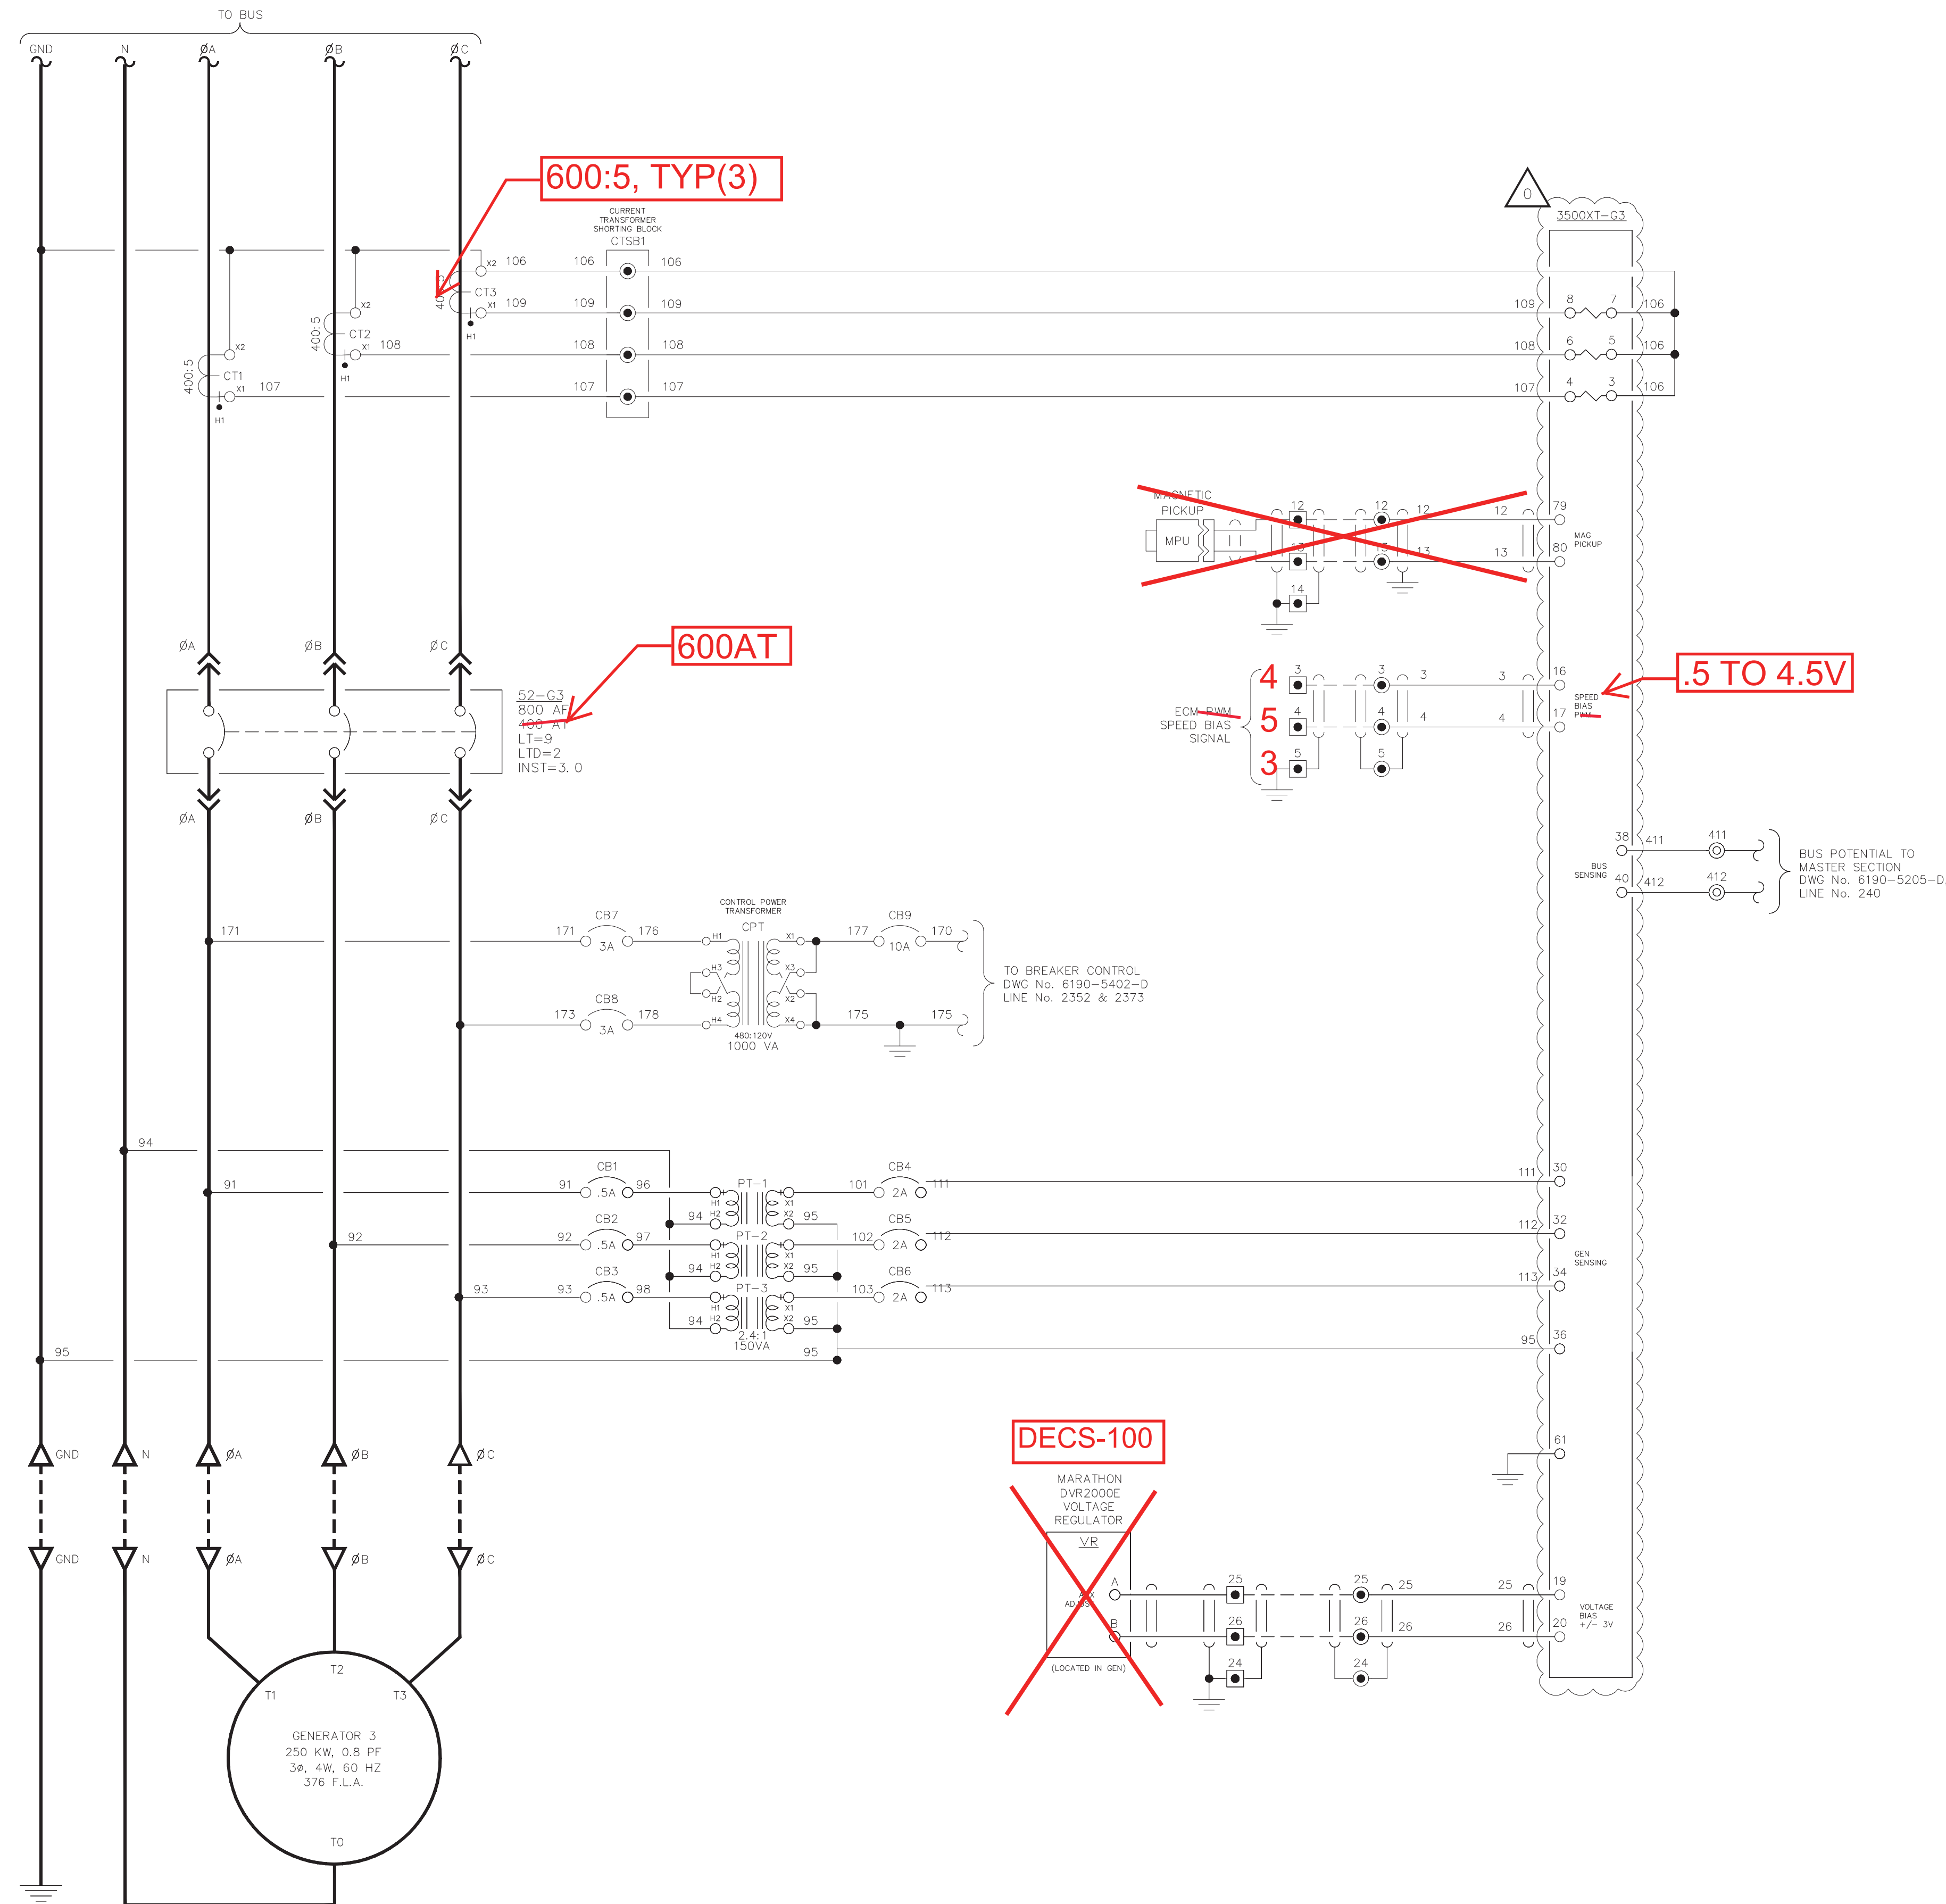 TO BUS
GND
N
ØA
ØB
ØC
600:5, TYP(3)
0
3500XT-G3
CURRENT
TRANSFORMER
SHORTING BLOCK
CTSB1
X2 106 106 106
CT3
X1 109 109 109 109 8 7 106
H1
400:5
X2
CT2
X1 108 108 108 108 6 5 106
H1
400:5
X2
CT1
X1 107 107 107 107 4 3 106
H1
MAGNETIC
PICKUP
MPU
12 12 12 12 79
13 13 13 13 80
14
MAG
PICKUP
ØA ØB ØC
600AT
52-G3
800 AF
400 AT
LT=9
LTD=2
INST=3.0
ØA ØB ØC
ECM PWM
SPEED BIAS
SIGNAL
4 3 3 3 3 16
5 4 4 4 4 17
3 5 5
SPEED
BIAS
PWM
.5 TO 4.5V
38 411 411
BUS
SENSING
40 412 412
BUS POTENTIAL TO
MASTER SECTION
DWG No. 6190-5205-D
LINE No. 240
CONTROL POWER
TRANSFORMER
CPT
171 171 CB7 3A 176 H1 X1 177 CB9 10A 170
H3 X3
H2 X2
173 CB8 3A 178 H4 X4 175 175
480:120V
1000 VA
TO BREAKER CONTROL
DWG No. 6190-5402-D
LINE No. 2352 & 2373
94
91 91 CB1 .5A 96 PT-1 101 CB4 2A 111 111 30
H1 X1
94 H2 X2 95
92 92 CB2 .5A 97 PT-2 102 CB5 2A 112 112 32
H1 X1
94 H2 X2 95
93 93 CB3 .5A 98 PT-3 103 CB6 2A 113 113 34
H1 X1
94 H2 X2 95
2.4:1
150VA
GEN
SENSING
95 95 95 36
61
GND N ØA ØB ØC
GND N ØA ØB ØC
DECS-100
MARATHON
DVR2000E
VOLTAGE
REGULATOR
VR
A 25 25 25 25 19
B 26 26 26 26 20
24 24
(LOCATED IN GEN)
VOLTAGE
BIAS
+/- 3V
T1 T2 T3
GENERATOR 3
250 KW, 0.8 PF
3ø, 4W, 60 HZ
376 F.L.A.
T0